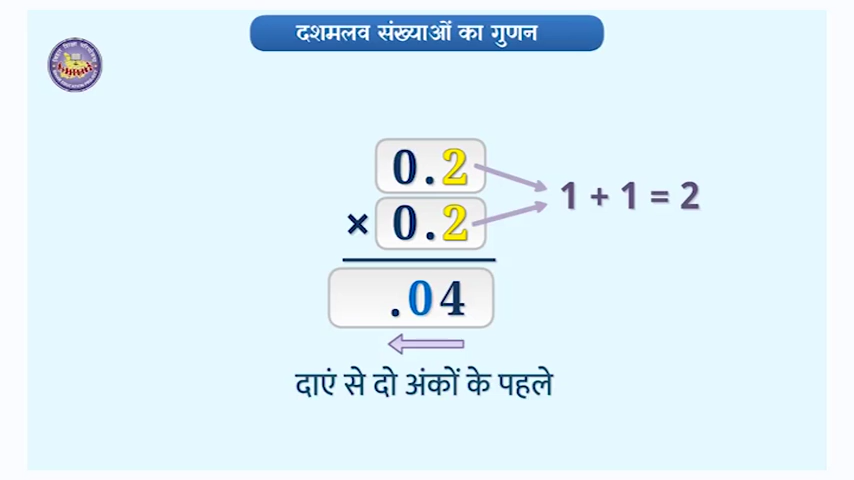 दशमलव संख्याओं का गुणन
0.2
× 0.2
1 + 1 = 2
.04
दाएं से दो अंकों के पहले